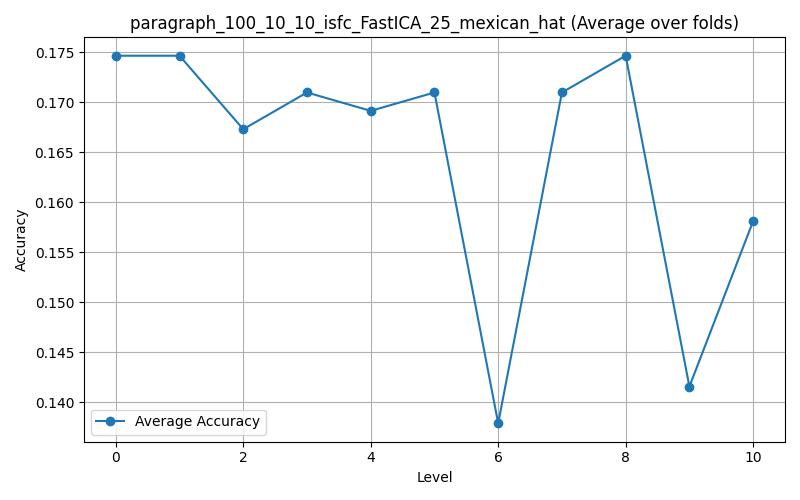 paragraph_100_10_10_isfc_FastICA_25_mexican_hat (Average over folds)
0.175
0.170
0.165
0.160
0.155
0.150
0.145
0.140
Accuracy
Average Accuracy
0 2 4 6 8 10
Level